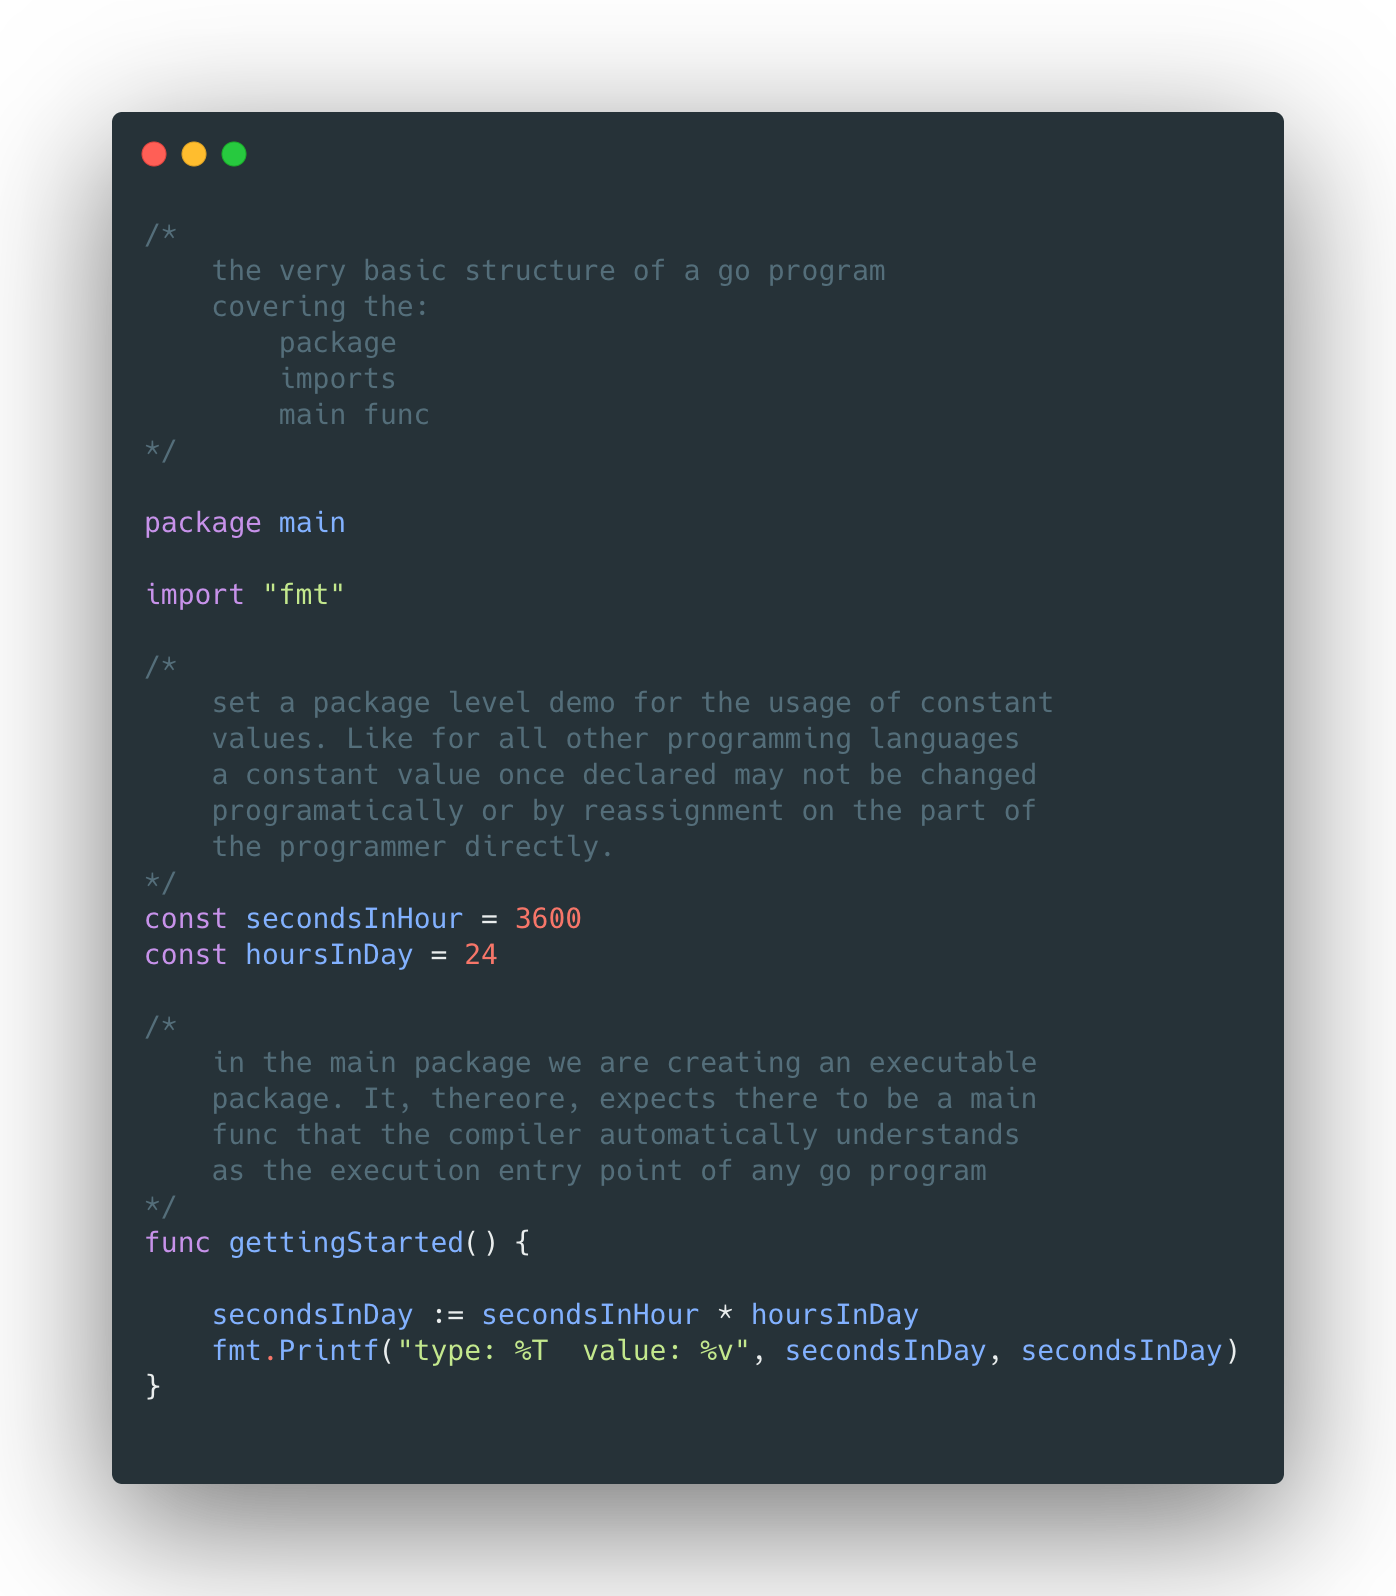 /*
    the very basic structure of a go program
    covering the:
        package
        imports
        main func
*/

package main

import "fmt"

/*
    set a package level demo for the usage of constant
    values. Like for all other programming languages
    a constant value once declared may not be changed
    programatically or by reassignment on the part of
    the programmer directly.
*/
const secondsInHour = 3600
const hoursInDay = 24

/*
    in the main package we are creating an executable
    package. It, thereore, expects there to be a main
    func that the compiler automatically understands
    as the execution entry point of any go program
*/
func gettingStarted() {

    secondsInDay := secondsInHour * hoursInDay
    fmt.Printf("type: %T  value: %v", secondsInDay, secondsInDay)
}